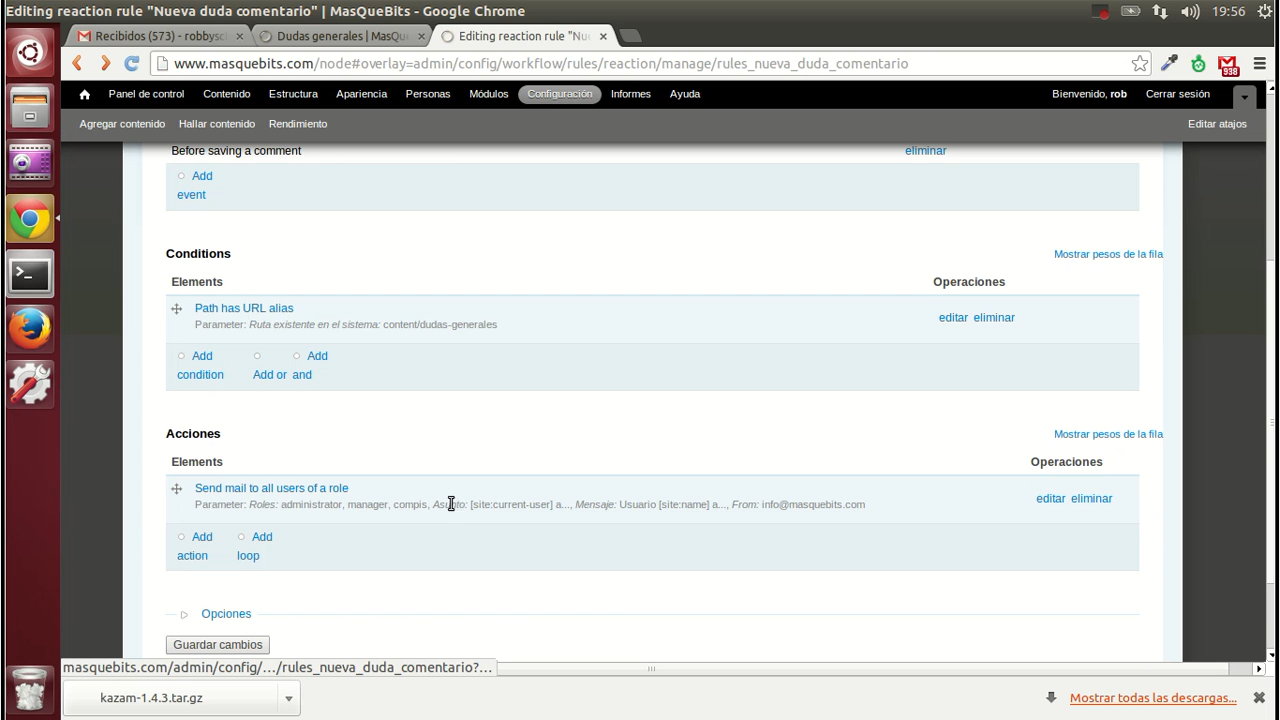 Editing reaction rule "Nueva duda comentario" | MasQueBits - Google Chrome
19:56
Recibidos (573) - robbysc
Dudas generales | MasQue
Editing reaction rule "Nu
www.masquebits.com/node#overlay=admin/config/workflow/rules/reaction/manage/rules_nueva_duda_comentario
938
Panel de control Contenido Estructura Apariencia Personas Módulos Configuración Informes Ayuda Bienvenido, rob Cerrar sesión
Agregar contenido Hallar contenido Rendimiento Editar atajos
Before saving a comment eliminar
Add
event
Conditions Mostrar pesos de la fila
Elements Operaciones
Path has URL alias
Parameter: Ruta existente en el sistema: content/dudas-generales
editar eliminar
Add Add
condition Add or and
Acciones Mostrar pesos de la fila
Elements Operaciones
Send mail to all users of a role
Parameter: Roles: administrator, manager, compis, Asunto: [site:current-user] a..., Mensaje: Usuario [site:name] a..., From: info@masquebits.com
editar eliminar
Add Add
action loop
Opciones
Guardar cambios
masquebits.com/admin/config/…/rules_nueva_duda_comentario?…
kazam-1.4.3.tar.gz
Mostrar todas las descargas...